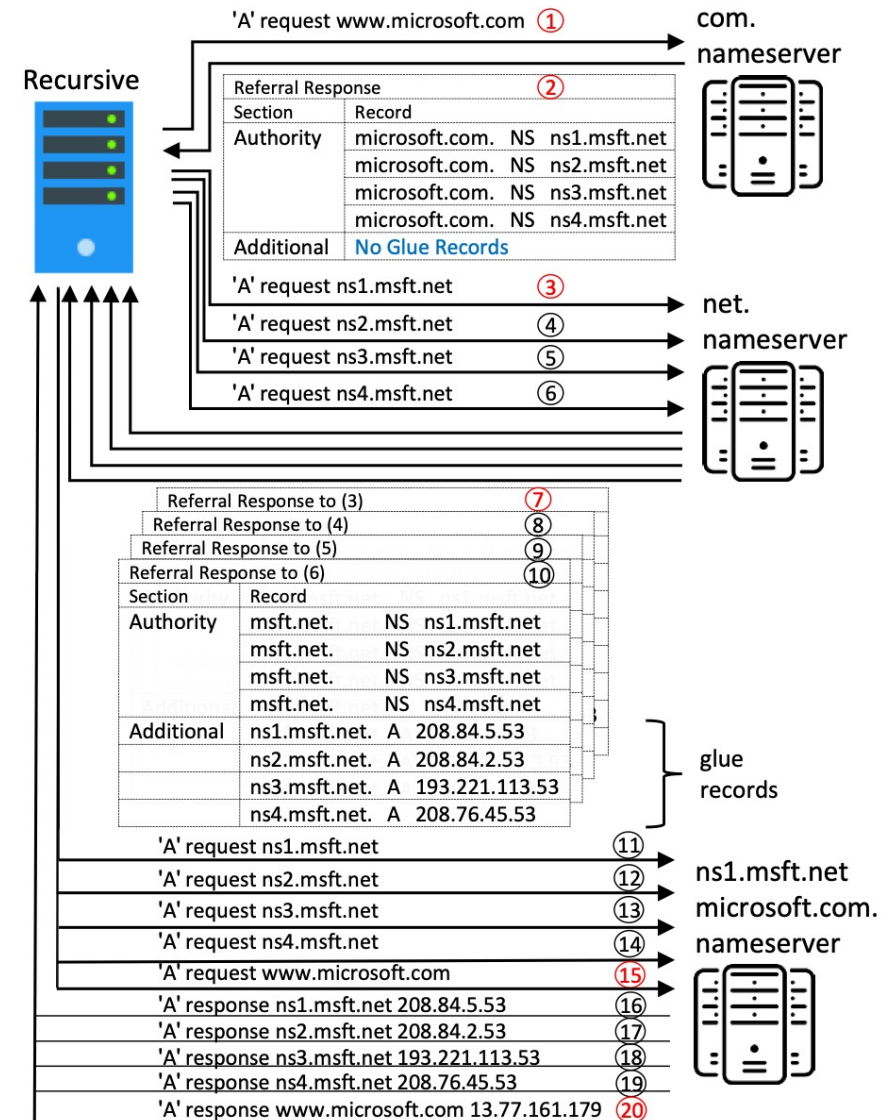 'A' request www.microsoft.com ①
com.
nameserver
Recursive
Referral Response ②
Section Record
Authority microsoft.com. NS ns1.msft.net
microsoft.com. NS ns2.msft.net
microsoft.com. NS ns3.msft.net
microsoft.com. NS ns4.msft.net
Additional No Glue Records
'A' request ns1.msft.net ③
'A' request ns2.msft.net ④
'A' request ns3.msft.net ⑤
'A' request ns4.msft.net ⑥
net.
nameserver
Referral Response to (3) ⑦
Referral Response to (4) ⑧
Referral Response to (5) ⑨
Referral Response to (6) ⑩
Section Record
Authority msft.net. NS ns1.msft.net
msft.net. NS ns2.msft.net
msft.net. NS ns3.msft.net
msft.net. NS ns4.msft.net
Additional ns1.msft.net. A 208.84.5.53
ns2.msft.net. A 208.84.2.53
ns3.msft.net. A 193.221.113.53
ns4.msft.net. A 208.76.45.53
glue
records
'A' request ns1.msft.net ⑪
'A' request ns2.msft.net ⑫
'A' request ns3.msft.net ⑬
'A' request ns4.msft.net ⑭
'A' request www.microsoft.com ⑮
ns1.msft.net
microsoft.com.
nameserver
'A' response ns1.msft.net 208.84.5.53 ⑯
'A' response ns2.msft.net 208.84.2.53 ⑰
'A' response ns3.msft.net 193.221.113.53 ⑱
'A' response ns4.msft.net 208.76.45.53 ⑲
'A' response www.microsoft.com 13.77.161.179 ⑳